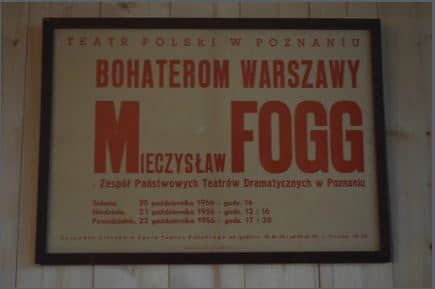 TEATR POLSKI W POZNANIU
BOHATEROM WARSZAWY
MIECZYSŁAW FOGG
Zespół Państwowych Teatrów Dramatycznych w Poznaniu
Sobota, 20 października 1956 - godz. 16
Niedziela, 21 października 1956 - godz. 12 i 16
Poniedziałek, 22 października 1956 - godz. 17 i 20